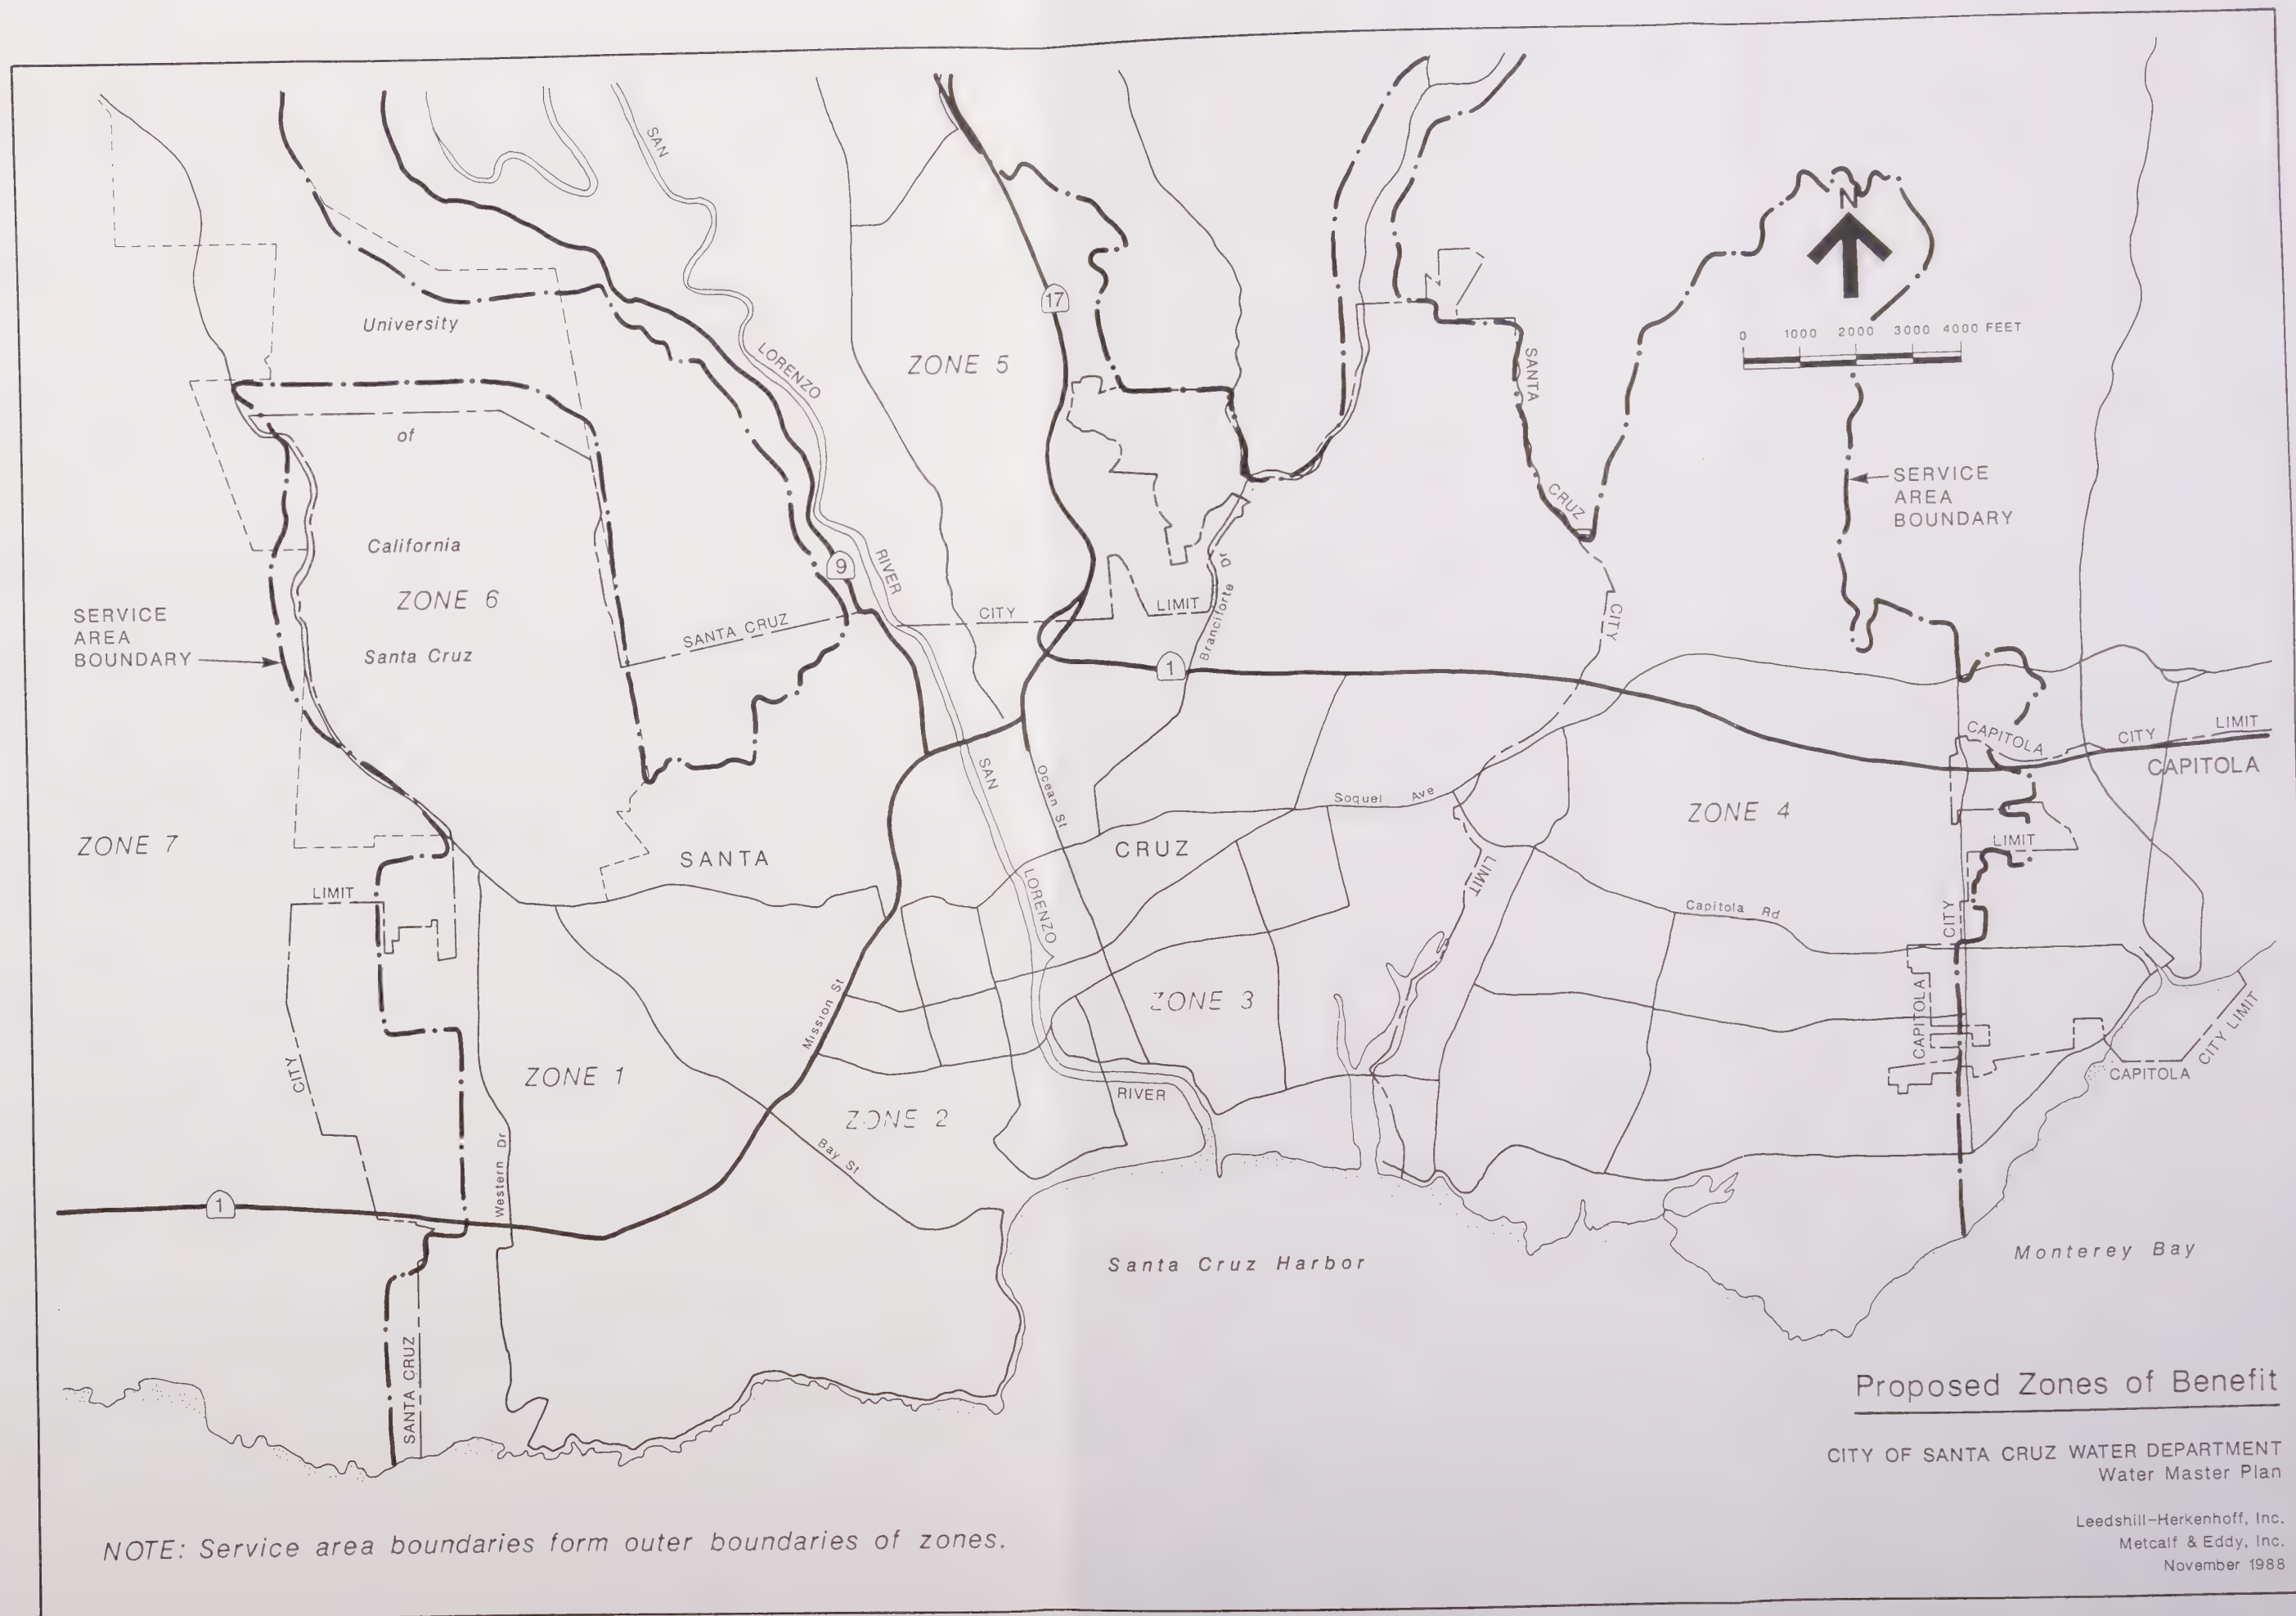 SAN
LORENZO
RIVER
17
ZONE 5
University
of
California
ZONE 6
Santa Cruz
N
0 1000 2000 3000 4000 FEET
SERVICE
AREA
BOUNDARY
SANTA
CRUZ
CITY
LIMIT
SERVICE
AREA
BOUNDARY
9
SANTA CRUZ
CITY
LIMIT
Branciforte Dr
1
SAN
LORENZO
RIVER
Ocean St
Soquel Ave
CAPITOLA
CITY
LIMIT
CAPITOLA
ZONE 4
LIMIT
ZONE 7
SANTA
CRUZ
LIMIT
CITY
Capitola Rd
CITY
CAPITOLA
ZONE 3
Mission St
ZONE 1
ZONE 2
Bay St
Western Dr
1
CAPITOLA
CITY LIMIT
Santa Cruz Harbor
Monterey Bay
SANTA CRUZ
Proposed Zones of Benefit
CITY OF SANTA CRUZ WATER DEPARTMENT
Water Master Plan
Leedshill-Herkenhoff, Inc.
Metcalf & Eddy, Inc.
November 1988
NOTE: Service area boundaries form outer boundaries of zones.